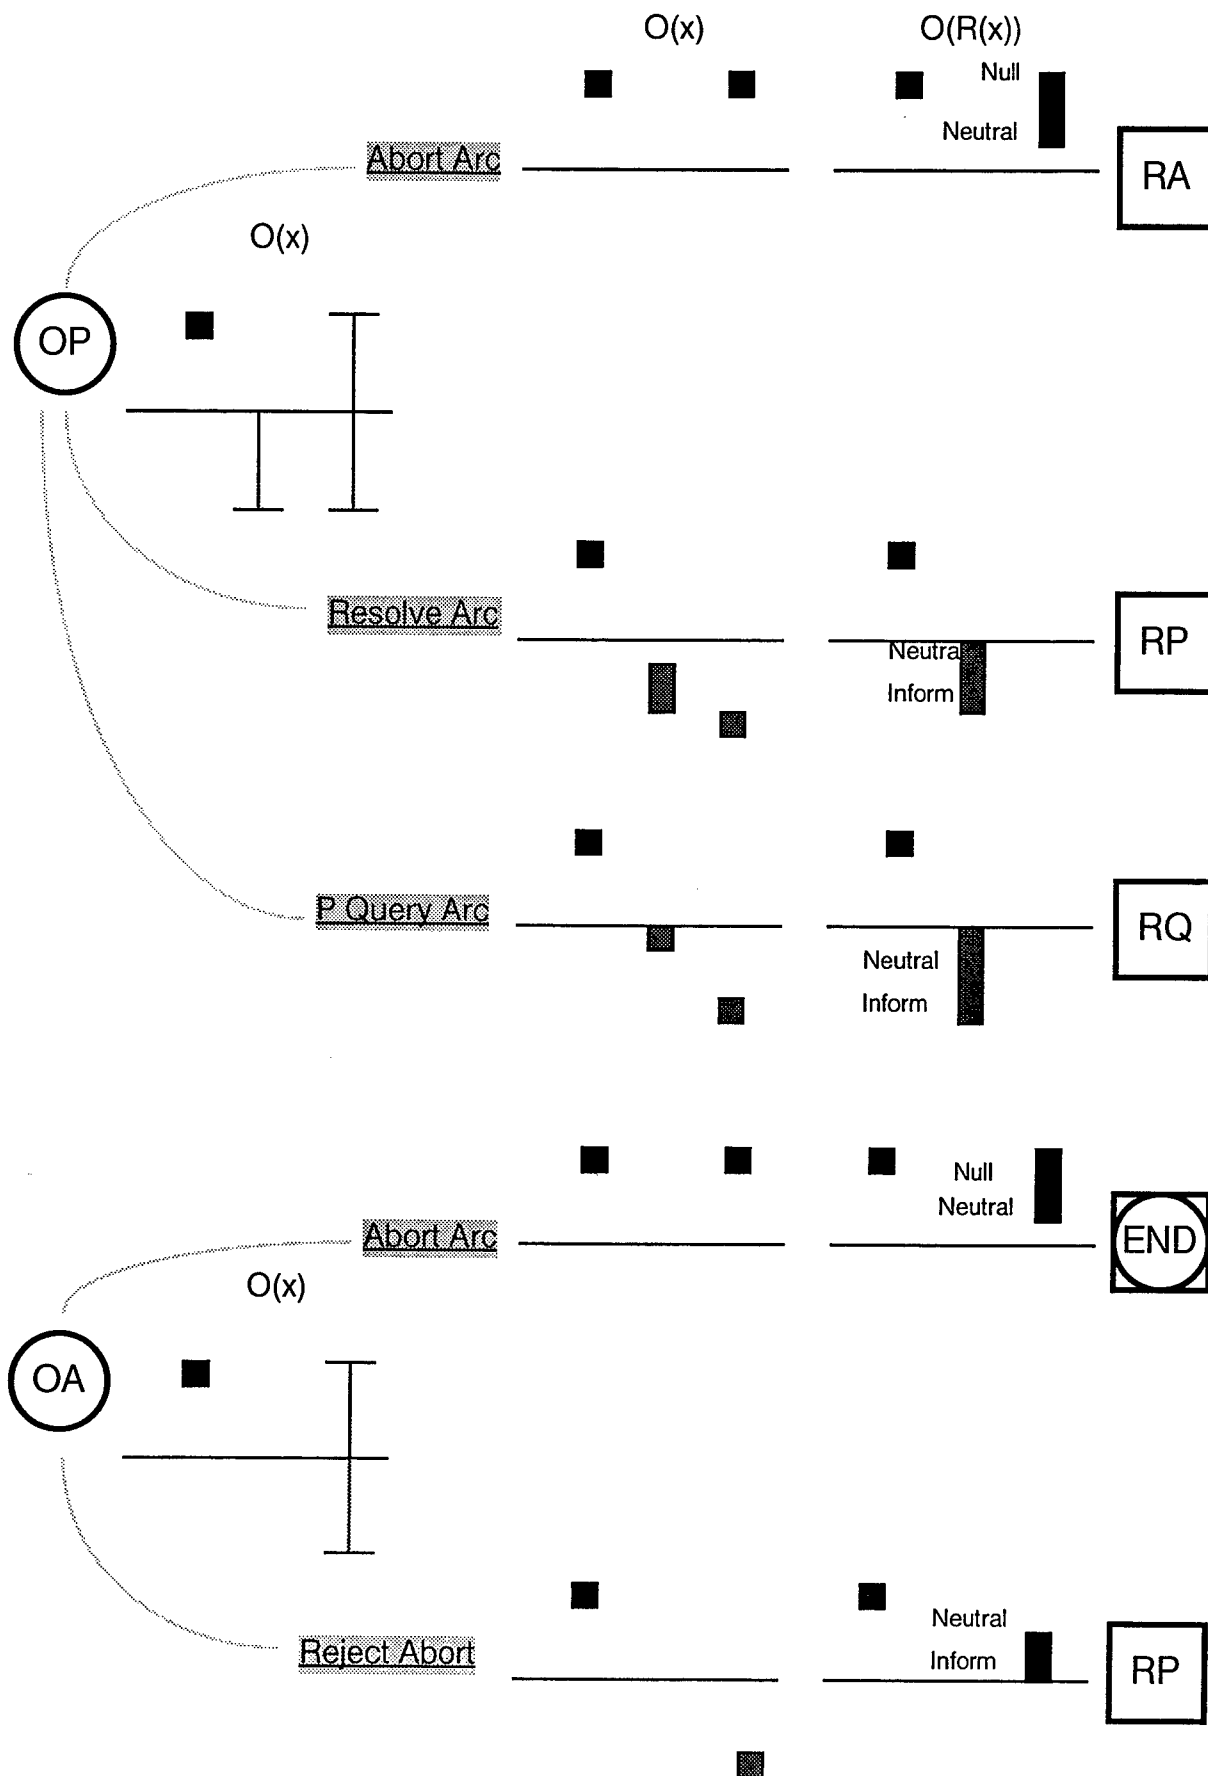 O(x) O(R(x))
Null
Neutral
Abort Arc
RA
O(x)
OP
Resolve Arc
Neutral
Inform
RP
P Query Arc
Neutral
Inform
RQ
Null
Neutral
Abort Arc
END
O(x)
OA
Neutral
Inform
Reject Abort
RP